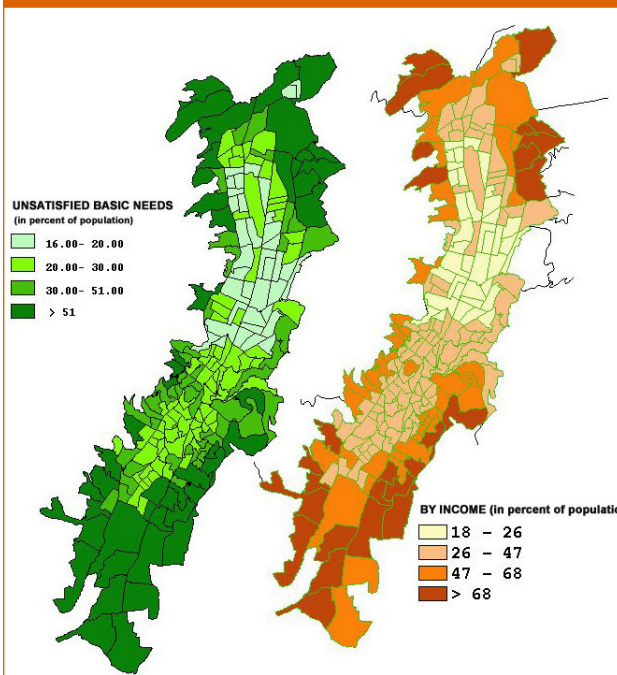 UNSATISFIED BASIC NEEDS
(in percent of population)
16.00- 20.00
20.00- 30.00
30.00- 51.00
> 51
BY INCOME (in percent of populatio
18 - 26
26 - 47
47 - 68
> 68